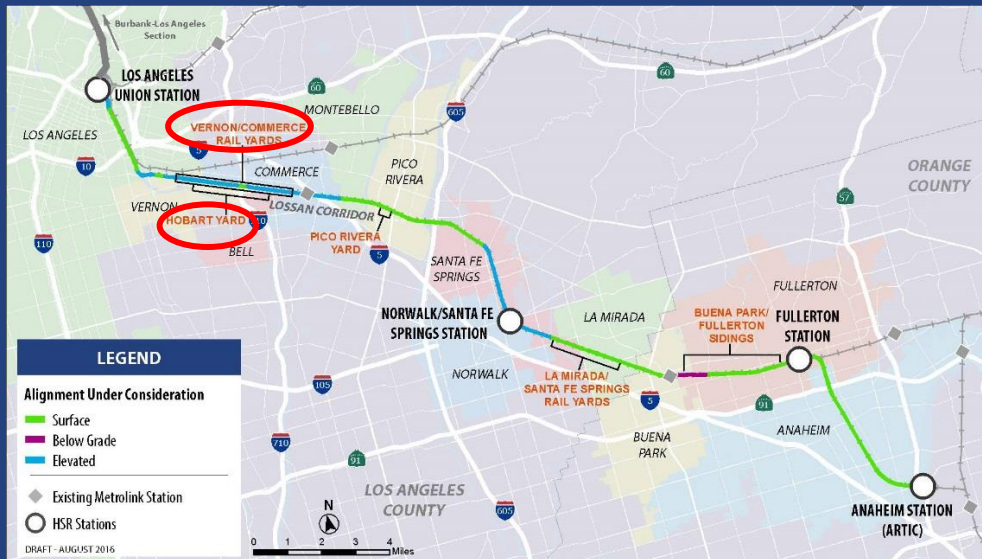 Burbank-Los Angeles
Section
LOS ANGELES
UNION STATION
60
60
MONTEBELLO
605
LOS ANGELES
VERNON/COMMERCE
RAIL YARDS
5
10
COMMERCE
PICO
RIVERA
ORANGE
COUNTY
VERNON
LOSSAN CORRIDOR
57
HOBART YARD
110
BELL
PICO RIVERA
YARD
5
SANTA FE
SPRINGS
FULLERTON
NORWALK/SANTA FE
SPRINGS STATION
LA MIRADA
BUENA PARK/
FULLERTON
SIDINGS
FULLERTON
STATION
LEGEND
Alignment Under Consideration
Surface
Below Grade
Elevated
Existing Metrolink Station
HSR Stations
DRAFT - AUGUST 2016
NORWALK
105
LA MIRADA/
SANTA FE SPRINGS
RAIL YARDS
5
91
710
BUENA
PARK
ANAHEIM
91
LOS ANGELES
COUNTY
605
ANAHEIM STATION
(ARTIC)
N
0 1 2 3 4
Miles